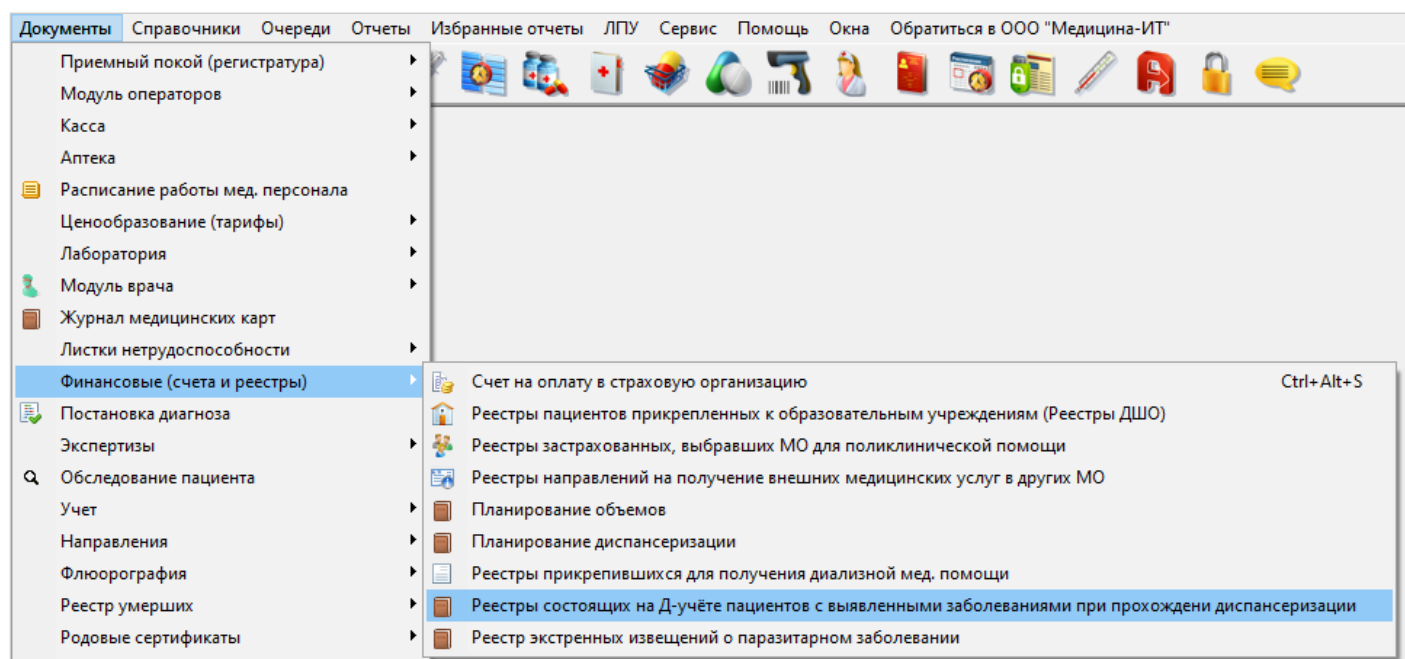 Документы Справочники Очереди Отчеты Избранные отчеты ЛПУ Сервис Помощь Окна Обратиться в ООО "Медицина-ИТ"
Приемный покой (регистратура)
Модуль операторов
Касса
Аптека
Расписание работы мед. персонала
Ценообразование (тарифы)
Лаборатория
Модуль врача
Журнал медицинских карт
Листки нетрудоспособности
Финансовые (счета и реестры)
Постановка диагноза
Экспертизы
Обследование пациента
Учет
Направления
Флюорография
Реестр умерших
Родовые сертификаты
Счет на оплату в страховую организацию Ctrl+Alt+S
Реестры пациентов прикрепленных к образовательным учреждениям (Реестры ДШО)
Реестры застрахованных, выбравших МО для поликлинической помощи
Реестры направлений на получение внешних медицинских услуг в других МО
Планирование объемов
Планирование диспансеризации
Реестры прикрепившихся для получения диализной мед. помощи
Реестры состоящих на Д-учёте пациентов с выявленными заболеваниями при прохождени диспансеризации
Реестр экстренных извещений о паразитарном заболевании